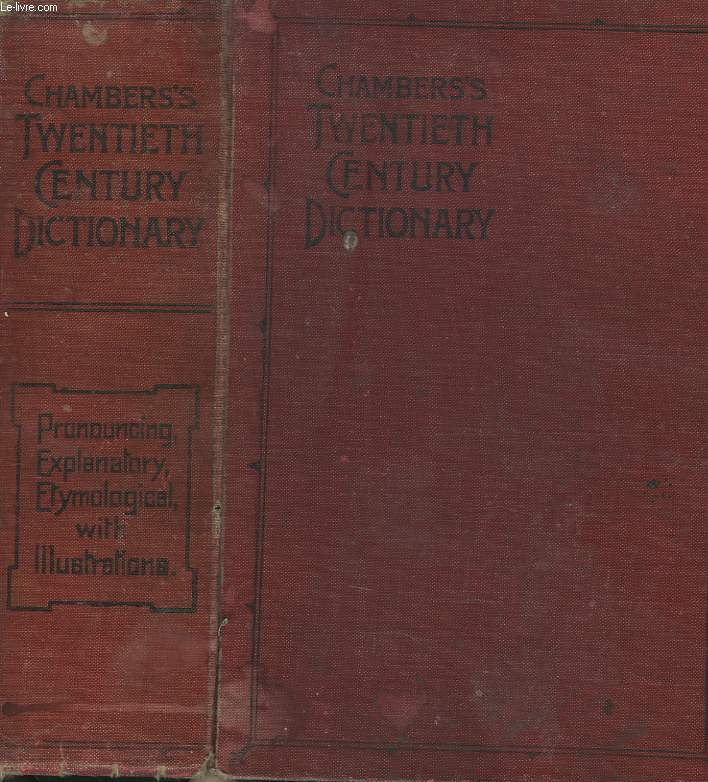 Le-livre.com
CHAMBERS'S
TWENTIETH
CENTURY
DICTIONARY
Pronouncing,
Explanatory,
Etymological,
with
Illustrations.
CHAMBERS'S
TWENTIETH
CENTURY
DICTIONARY